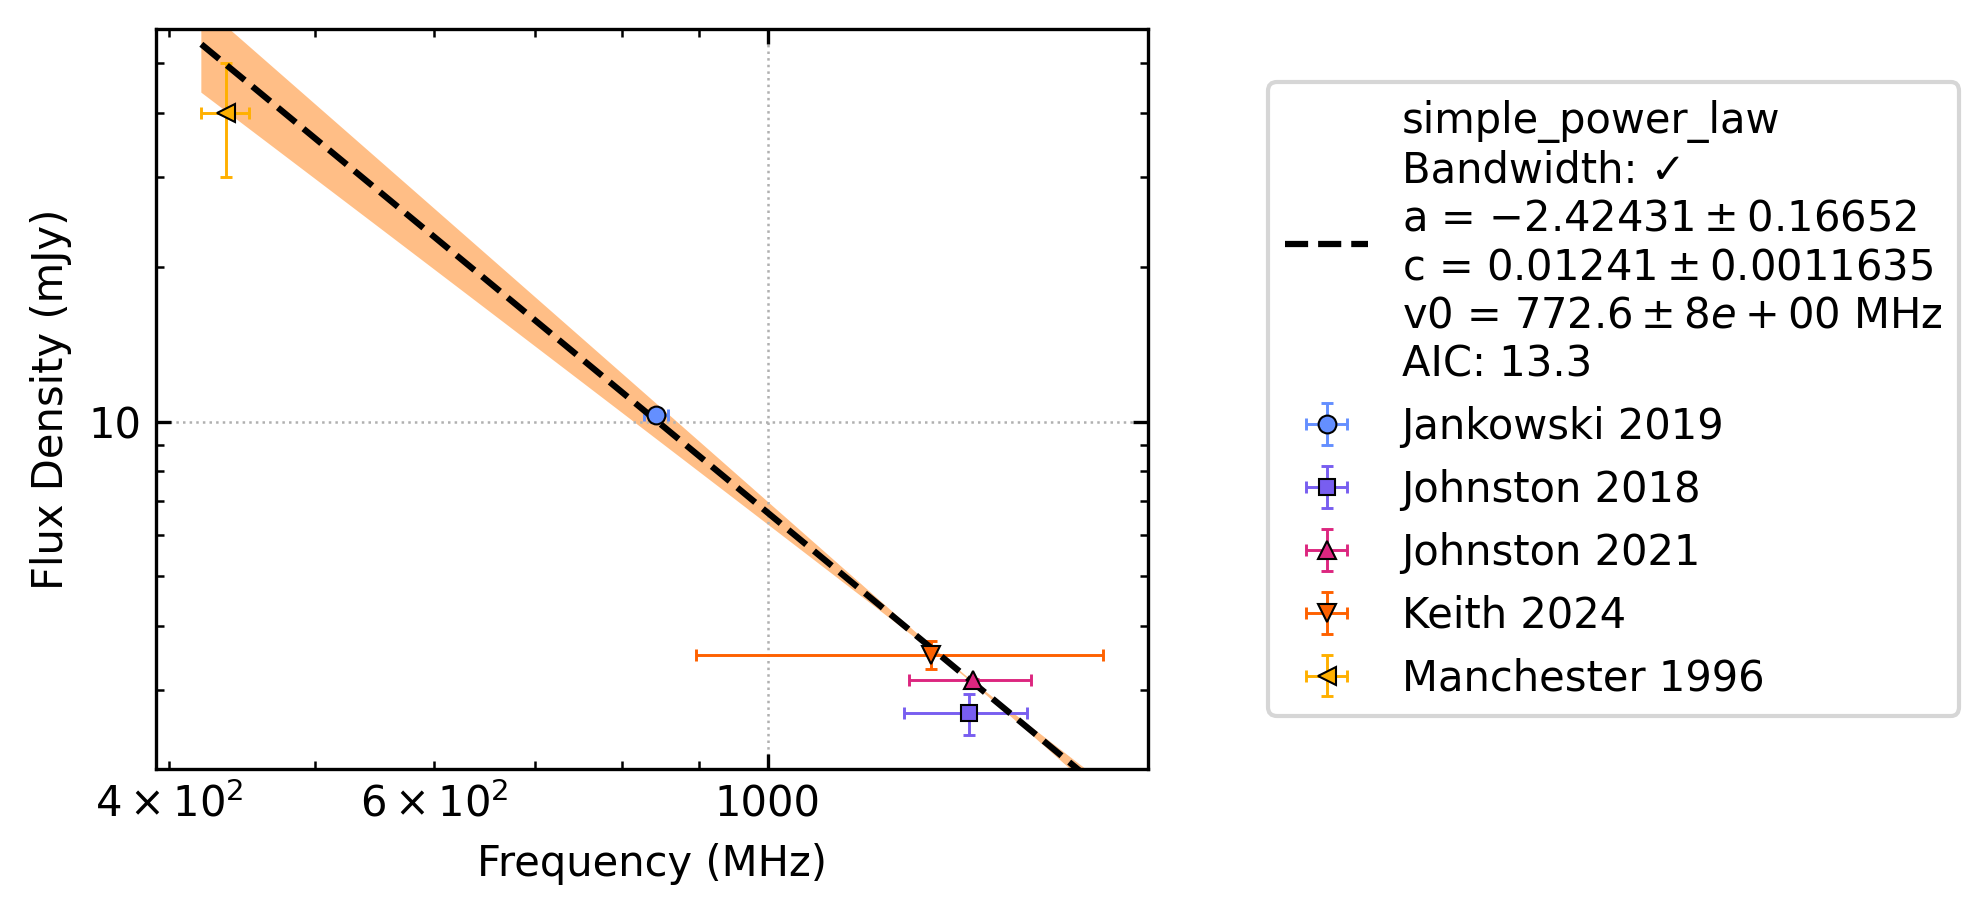 Flux Density (mJy)
10
4 × 10²
6 × 10²
1000
Frequency (MHz)
simple_power_law
Bandwidth: ✓
a = −2.42431 ± 0.16652
c = 0.01241 ± 0.0011635
v0 = 772.6 ± 8e + 00 MHz
AIC: 13.3
Jankowski 2019
Johnston 2018
Johnston 2021
Keith 2024
Manchester 1996